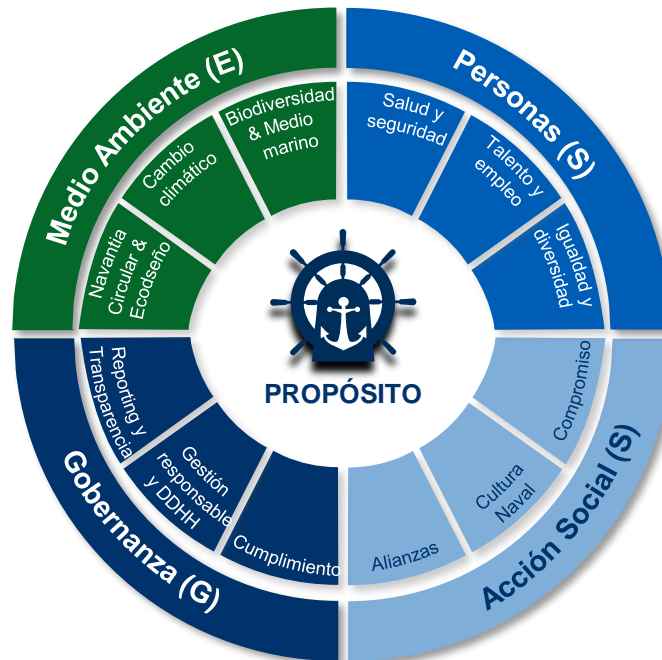 Medio Ambiente (E)
Navantia
Circular &
Ecodseño
Cambio
climático
Biodiversidad
& Medio
marino
Personas (S)
Salud y
seguridad
Talento y
empleo
Igualdad y
diversidad
PROPÓSITO
Gobernanza (G)
Reporting y
Transparencia
Gestión
responsable
y DDHH
Cumplimiento
Acción Social (S)
Alianzas
Cultura
Naval
Compromiso